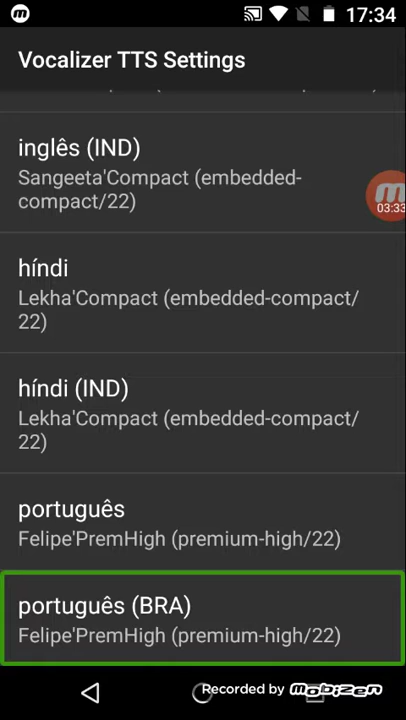 17:34
Vocalizer TTS Settings
inglês (IND)
Sangeeta'Compact (embedded-
compact/22)
03:33
híndi
Lekha'Compact (embedded-compact/
22)
híndi (IND)
Lekha'Compact (embedded-compact/
22)
português
Felipe'PremHigh (premium-high/22)
português (BRA)
Felipe'PremHigh (premium-high/22)
Recorded by mobizen